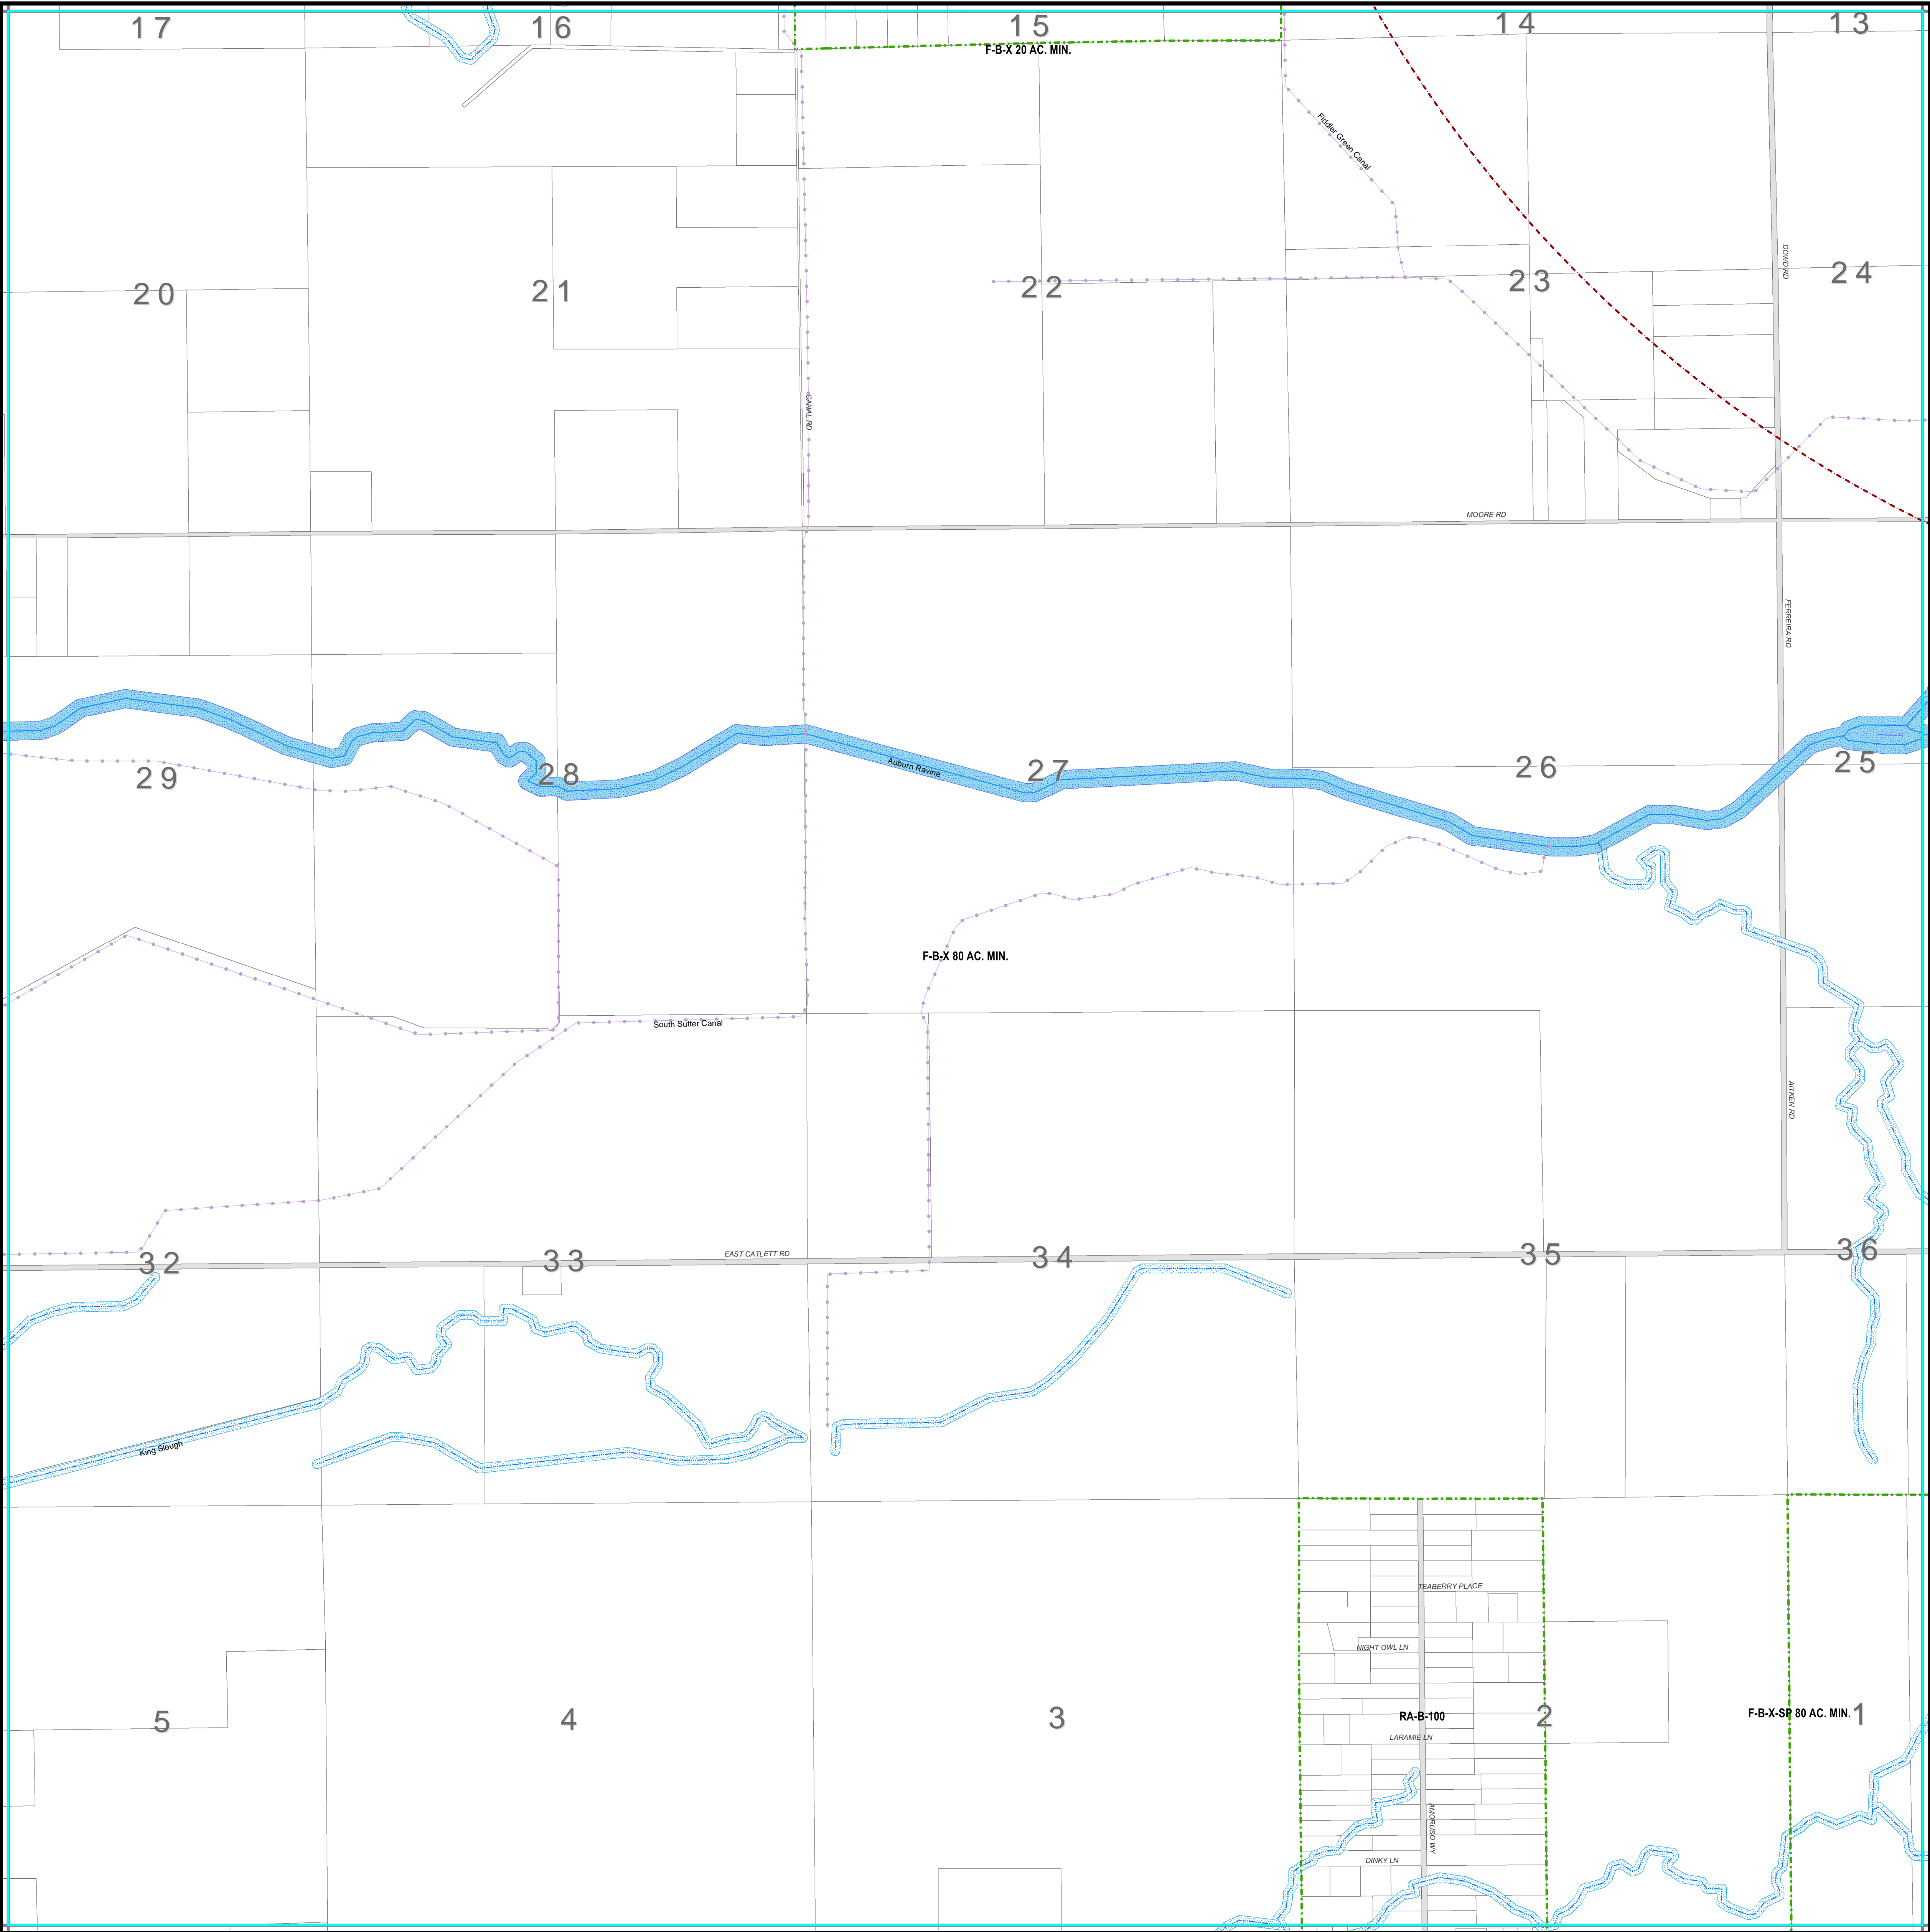 17
16
15
14
13
F-B-X 20 AC. MIN.
Fiddler Green Canal
DOWD RD
20
21
22
23
24
CANAL RD
MOORE RD
FERREIRA RD
29
28
Auburn Ravine
27
26
25
F-B-X 80 AC. MIN.
South Sutter Canal
AITKEN RD
32
33
EAST CATLETT RD
34
35
36
King Slough
TEABERRY PLACE
NIGHT OWL LN
5
4
3
RA-B-100
2
F-B-X-SP 80 AC. MIN.
1
LARAMIE LN
AMORUSO WY
DINKY LN